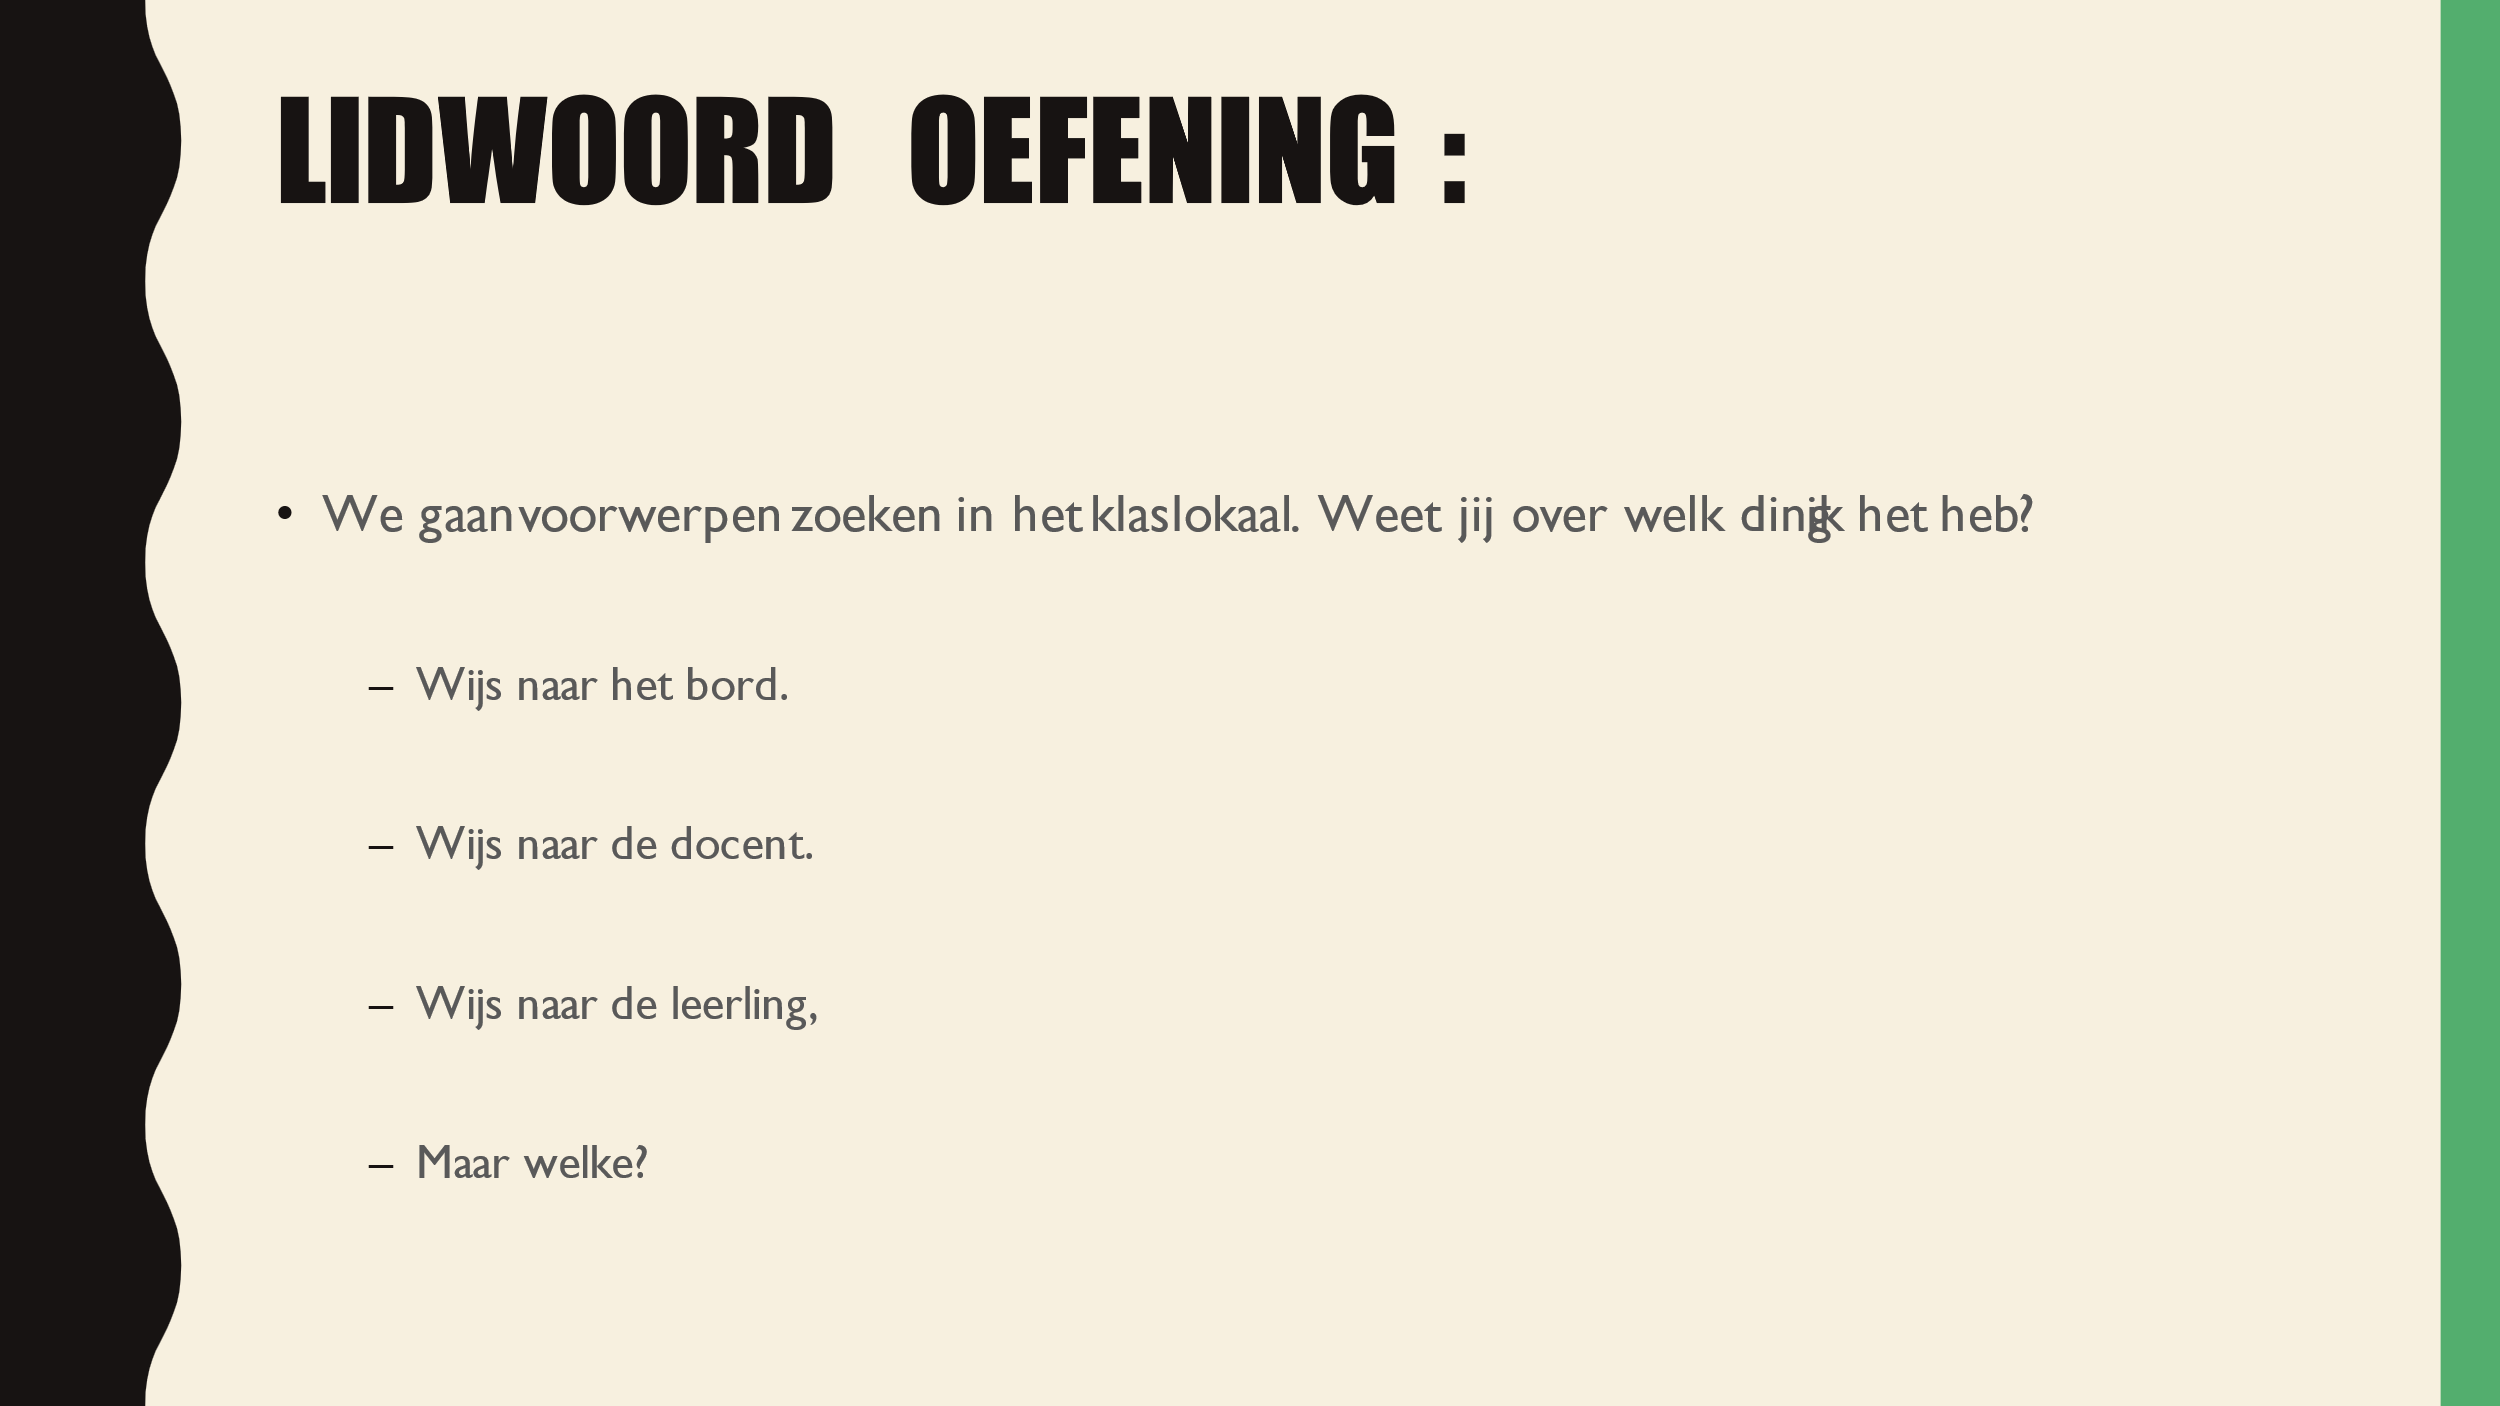 LIDWOORD OEFENING :
• We gaan voorwerpen zoeken in het klaslokaal. Weet jij over welk ding ik het heb?
– Wijs naar het bord.
– Wijs naar de docent.
– Wijs naar de leerling,
– Maar welke?